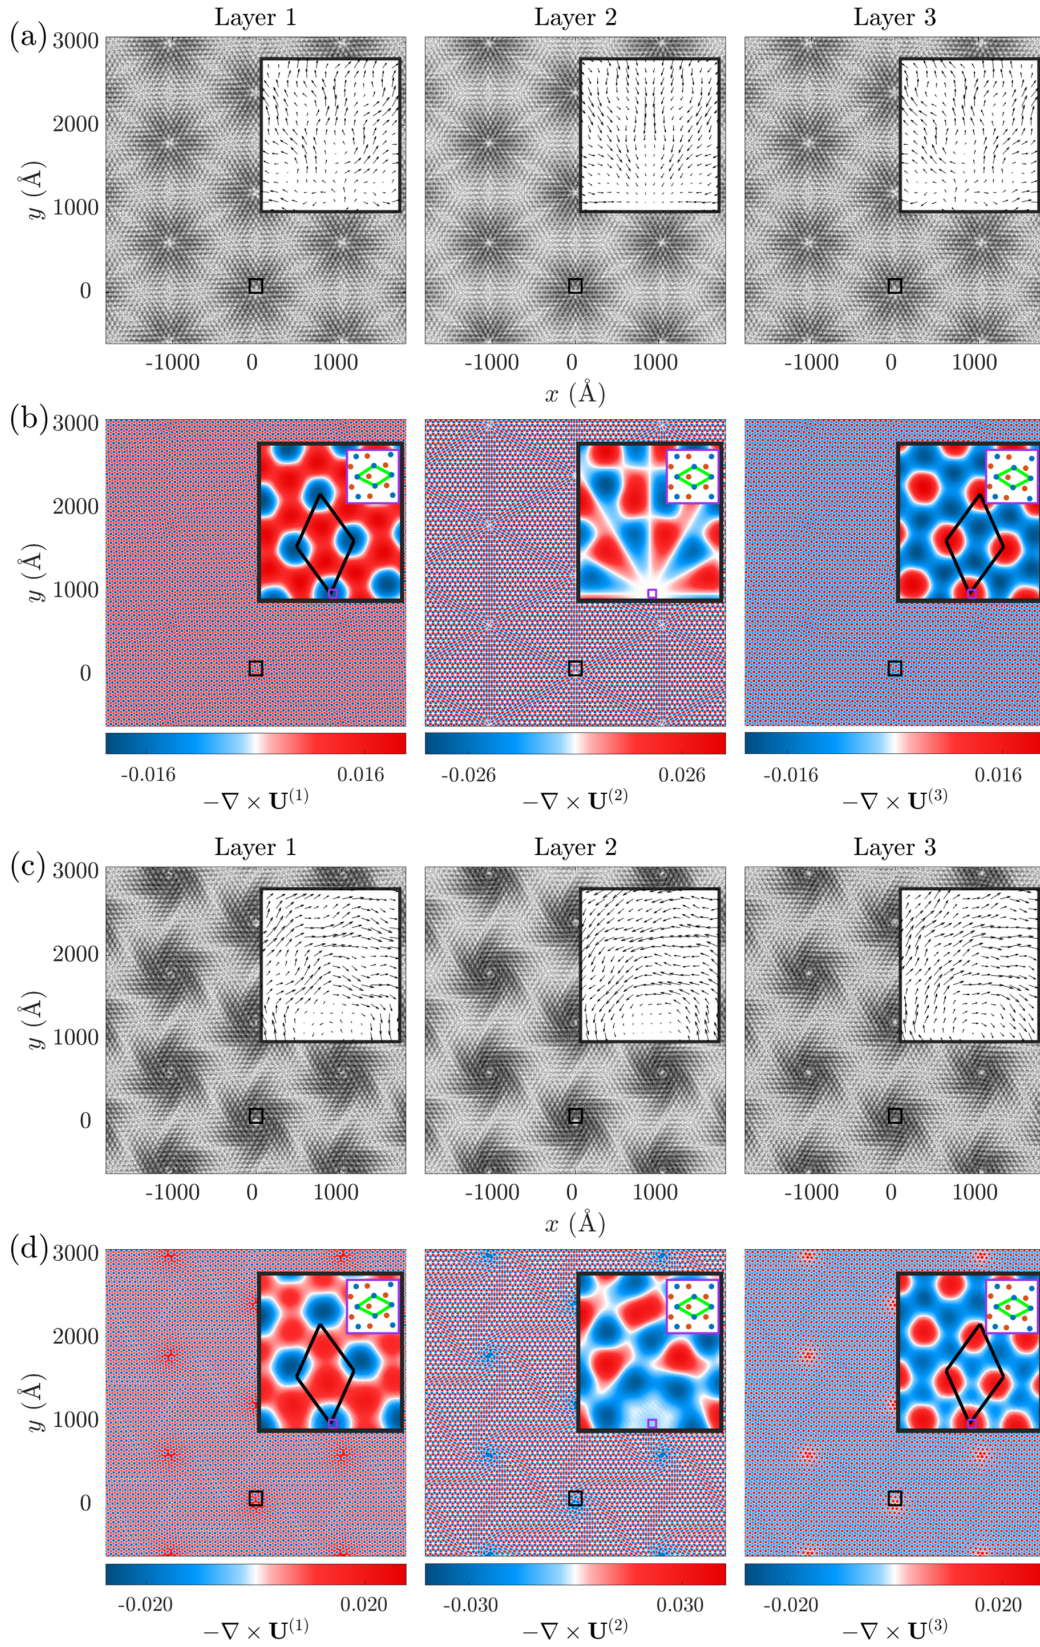 Layer 1 Layer 2 Layer 3
(a)
3000
2000
1000
0
y (Å)
-1000 0 1000 -1000 0 1000 -1000 0 1000
x (Å)
(b)
3000
2000
1000
0
y (Å)
-0.016 0.016 -0.026 0.026 -0.016 0.016
−∇ × U⁽¹⁾ −∇ × U⁽²⁾ −∇ × U⁽³⁾
Layer 1 Layer 2 Layer 3
(c)
3000
2000
1000
0
y (Å)
-1000 0 1000 -1000 0 1000 -1000 0 1000
x (Å)
(d)
3000
2000
1000
0
y (Å)
-0.020 0.020 -0.030 0.030 -0.020 0.020
−∇ × U⁽¹⁾ −∇ × U⁽²⁾ −∇ × U⁽³⁾